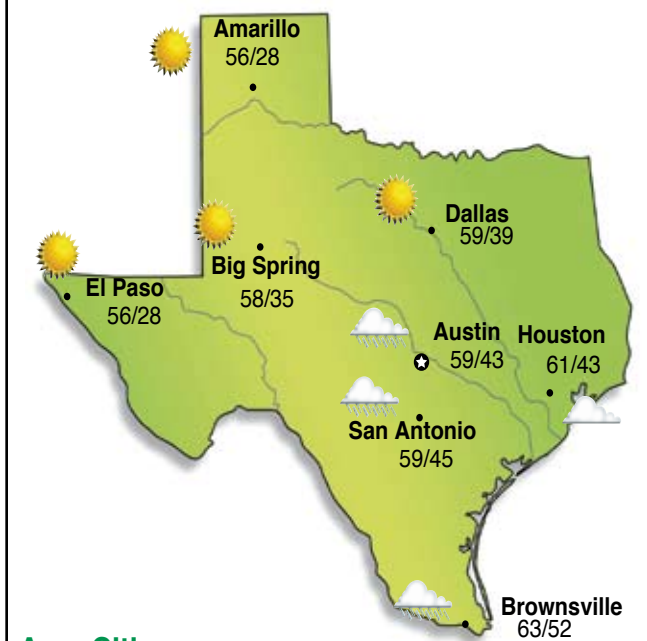 Amarillo
56/28
Dallas
59/39
Big Spring
58/35
El Paso
56/28
Austin
59/43
Houston
61/43
San Antonio
59/45
Brownsville
63/52